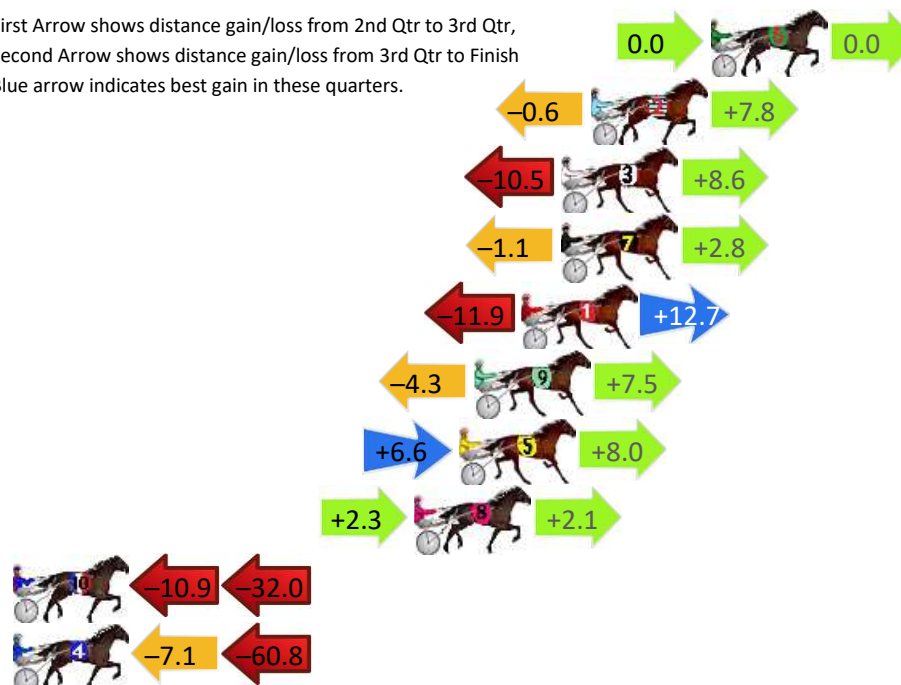 irst Arrow shows distance gain/loss from 2nd Qtr to 3rd Qtr,
econd Arrow shows distance gain/loss from 3rd Qtr to Finish
lue arrow indicates best gain in these quarters.
0.0 6 0.0
–0.6 2 +7.8
–10.5 3 +8.6
–1.1 7 +2.8
–11.9 1 +12.7
–4.3 9 +7.5
+6.6 5 +8.0
+2.3 8 +2.1
10 –10.9 –32.0
4 –7.1 –60.8